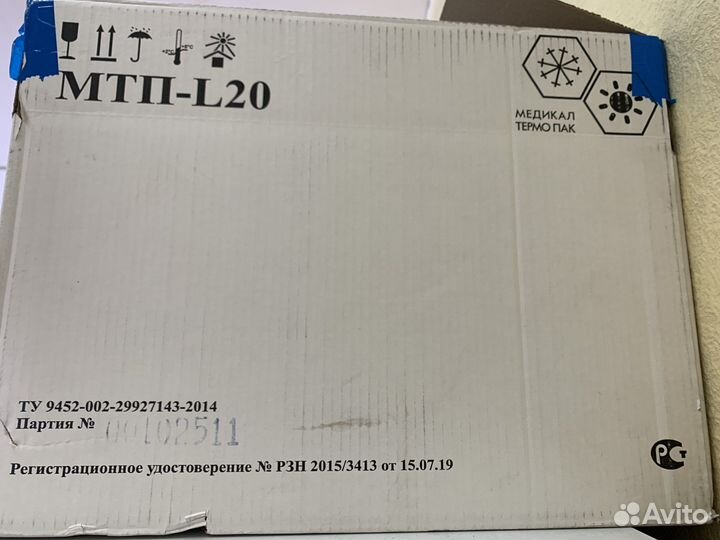 МТП-L20
МЕДИКАЛ
ТЕРМО ПАК
ТУ 9452-002-29927143-2014
Партия №
Регистрационное удостоверение № РЗН 2015/3413 от 15.07.19
РСТ
Avito